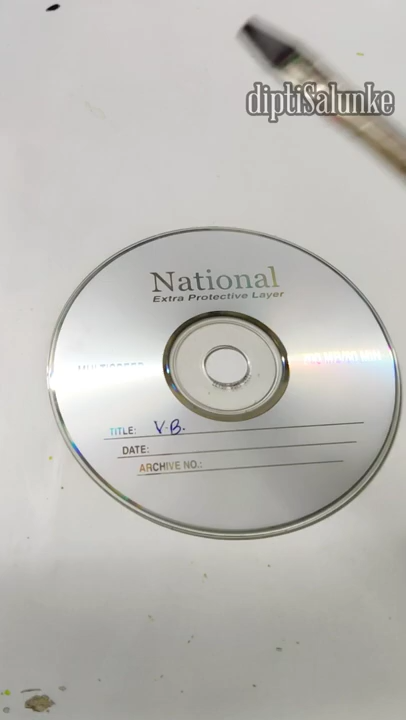 diptiSalunke
National
Extra Protective Layer
TITLE: V.B.
DATE:
ARCHIVE NO.: